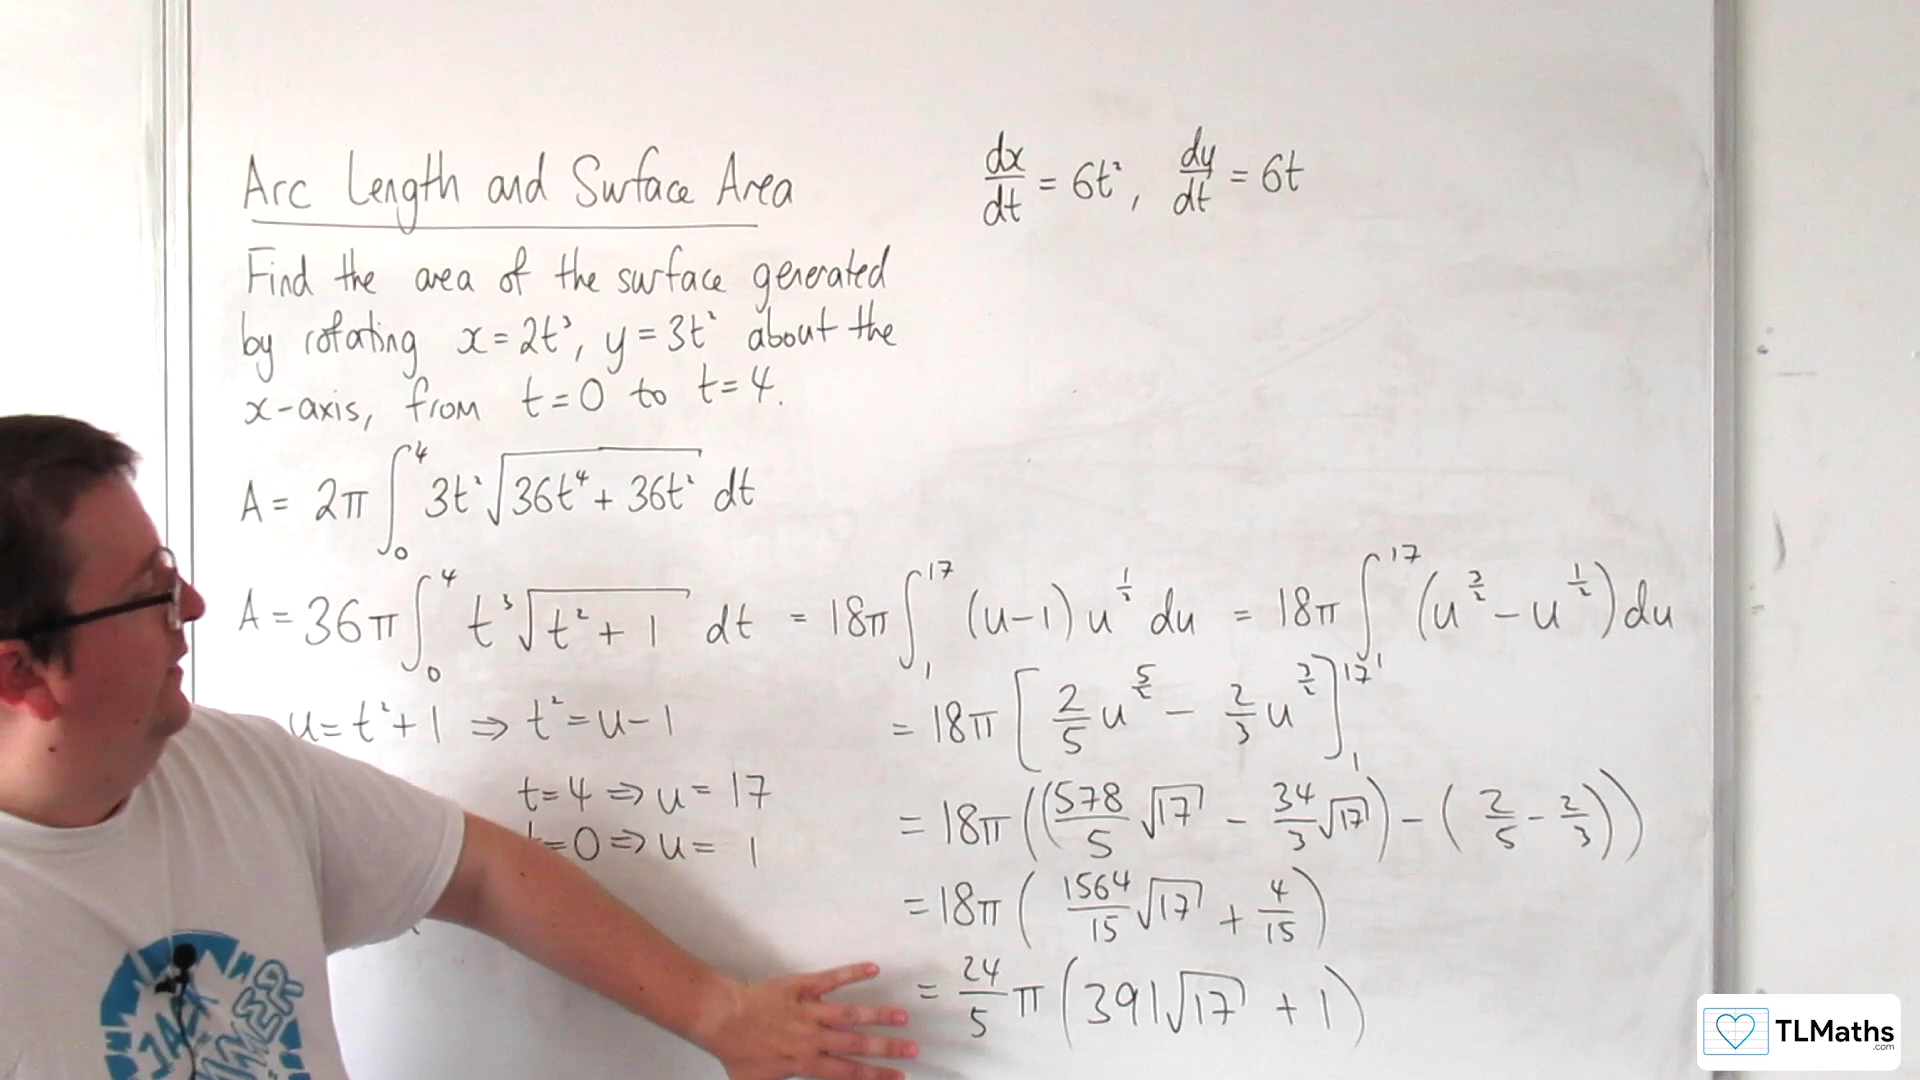 Arc Length and Surface Area
Find the area of the surface generated
by rotating x=2t³, y=3t² about the
x-axis, from t=0 to t=4.
A = 2π ∫₀⁴ 3t² √(36t⁴ + 36t²) dt
A = 36π ∫₀⁴ t³ √(t² + 1) dt = 18π ∫₁¹⁷ (u-1) u^(1/2) du = 18π ∫₁¹⁷ (u^(3/2) - u^(1/2)) du
u = t²+1 ⇒ t² = u-1
t=4 ⇒ u = 17
t=0 ⇒ u = 1
dx/dt = 6t², dy/dt = 6t
= 18π [2/5 u^(5/2) - 2/3 u^(3/2)]₁¹⁷
= 18π ((578/5 √17 - 34/3 √17) - (2/5 - 2/3))
= 18π (1564/15 √17 + 4/15)
= 24/5 π (391√17 + 1)
JACK
TLMaths
.com